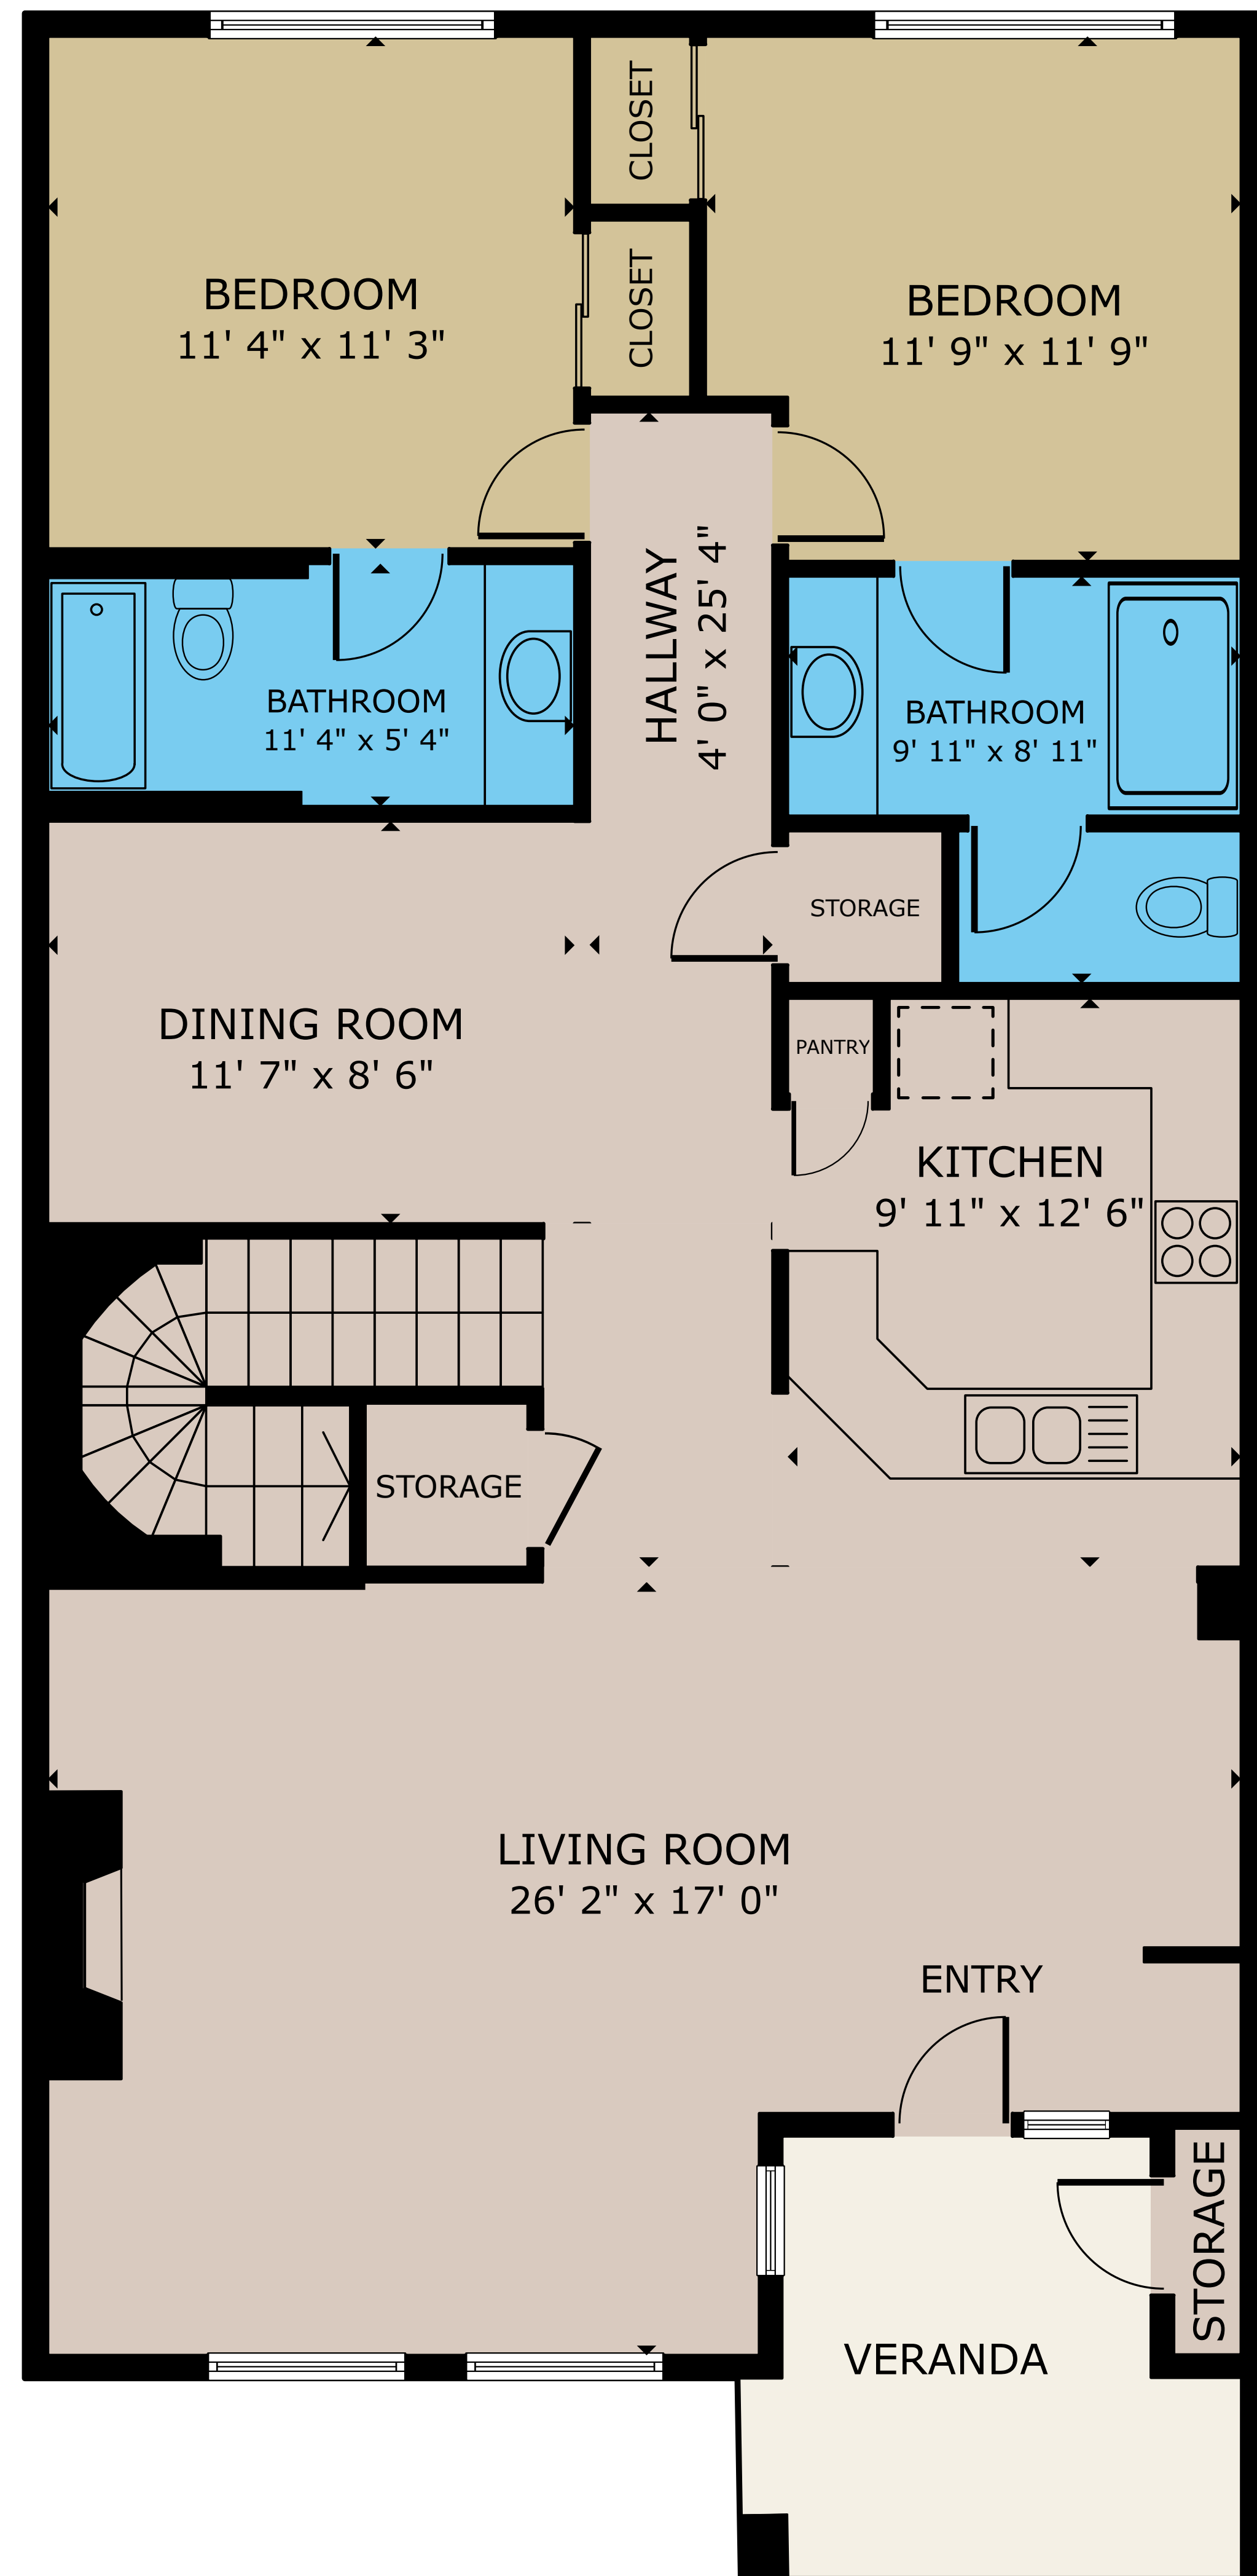 CLOSET
CLOSET
BEDROOM
11' 4" x 11' 3"
BEDROOM
11' 9" x 11' 9"
HALLWAY
4' 0" x 25' 4"
BATHROOM
11' 4" x 5' 4"
BATHROOM
9' 11" x 8' 11"
STORAGE
DINING ROOM
11' 7" x 8' 6"
PANTRY
KITCHEN
9' 11" x 12' 6"
STORAGE
LIVING ROOM
26' 2" x 17' 0"
ENTRY
STORAGE
VERANDA